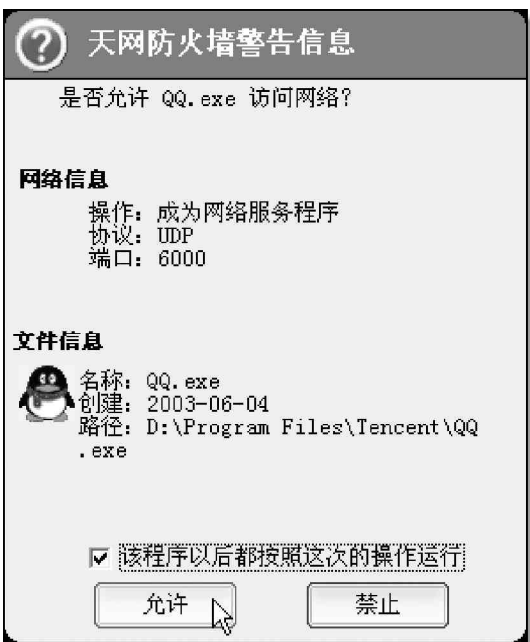 天网防火墙警告信息
是否允许 QQ.exe 访问网络?
网络信息
操作: 成为网络服务程序
协议: UDP
端口: 6000
文件信息
名称: QQ.exe
创建: 2003-06-04
路径: D:\Program Files\Tencent\QQ
.exe
该程序以后都按照这次的操作运行
允许
禁止